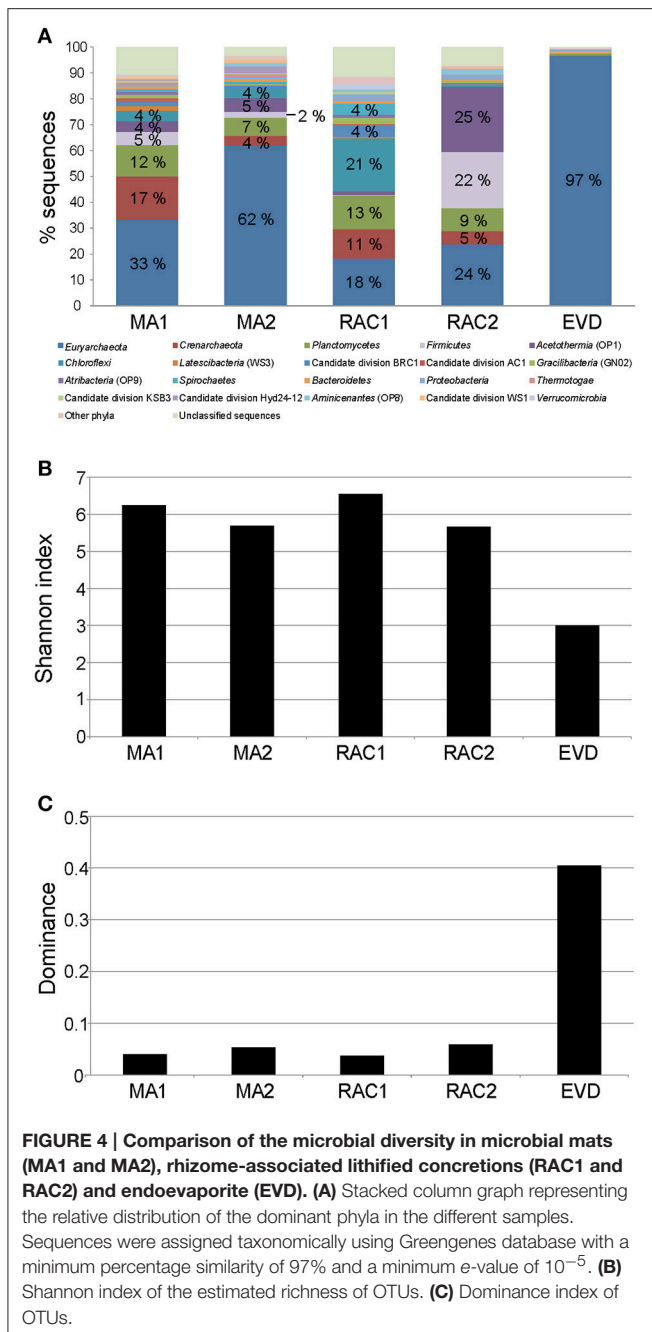 A
% sequences
100
90
80
70
60
50
40
30
20
10
0
4 %
4 %
5 %
12 %
17 %
33 %
4 %
5 %
2 %
7 %
4 %
62 %
4 %
4 %
21 %
13 %
11 %
18 %
25 %
22 %
9 %
5 %
24 %
97 %
MA1 MA2 RAC1 RAC2 EVD
Euryarchaeota Crenarchaeota Planctomycetes Firmicutes Acetothermia (OP1)
Chloroflexi Latescibacteria (WS3) Candidate division BRC1 Candidate division AC1 Gracilibacteria (GN02)
Atribacteria (OP9) Spirochaetes Bacteroidetes Proteobacteria Thermotogae
Candidate division KSB3 Candidate division Hyd24-12 Aminicenantes (OP8) Candidate division WS1 Verrucomicrobia
Other phyla Unclassified sequences
B
Shannon index
7
6
5
4
3
2
1
0
MA1 MA2 RAC1 RAC2 EVD
C
Dominance
0.5
0.4
0.3
0.2
0.1
0
MA1 MA2 RAC1 RAC2 EVD
FIGURE 4 | Comparison of the microbial diversity in microbial mats
(MA1 and MA2), rhizome-associated lithified concretions (RAC1 and
RAC2) and endoevaporite (EVD). (A) Stacked column graph representing
the relative distribution of the dominant phyla in the different samples.
Sequences were assigned taxonomically using Greengenes database with a
minimum percentage similarity of 97% and a minimum e-value of 10−5. (B)
Shannon index of the estimated richness of OTUs. (C) Dominance index of
OTUs.